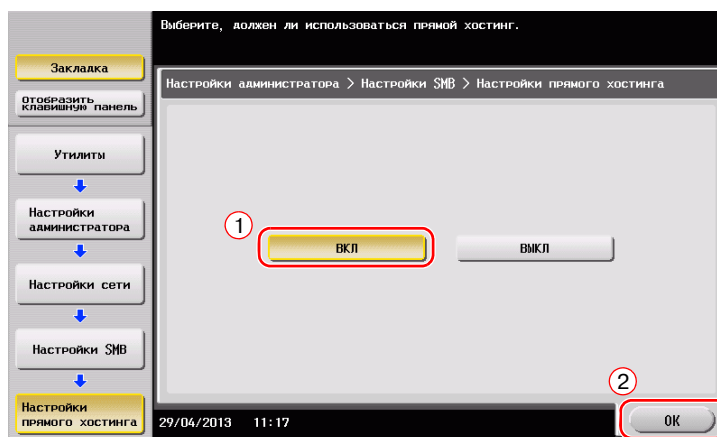 Выберите, должен ли использоваться прямой хостинг.
Закладка
Отобразить
клавишную панель
Настройки администратора > Настройки SMB > Настройки прямого хостинга
Утилиты
Настройки
администратора
Настройки сети
Настройки SMB
Настройки
прямого хостинга
1
ВКЛ
ВЫКЛ
2
29/04/2013 11:17
OK